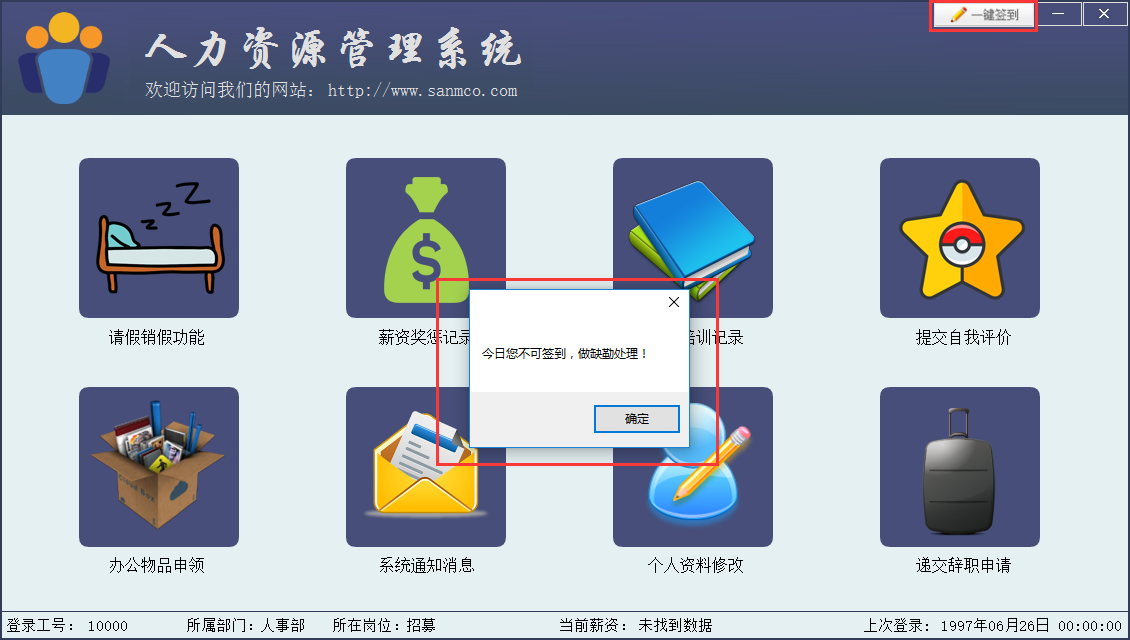 一键签到
人力资源管理系统
欢迎访问我们的网站：http://www.sanmco.com
$
请假销假功能
薪资奖惩记录
培训记录
提交自我评价
今日您不可签到，做缺勤处理！
确定
办公物品申领
系统通知消息
个人资料修改
递交辞职申请
登录工号： 10000 所属部门：人事部 所在岗位：招募 当前薪资： 未找到数据 上次登录： 1997年06月26日 00:00:00